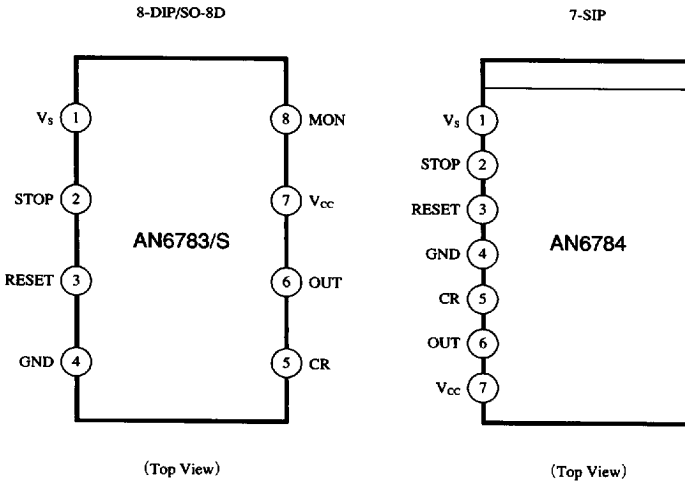 8-DIP/SO-8D
7-SIP
Vs 1
8 MON
STOP 2
7 Vcc
RESET 3
6 OUT
GND 4
5 CR
AN6783/S
(Top View)
Vs 1
STOP 2
RESET 3
GND 4
CR 5
OUT 6
Vcc 7
AN6784
(Top View)